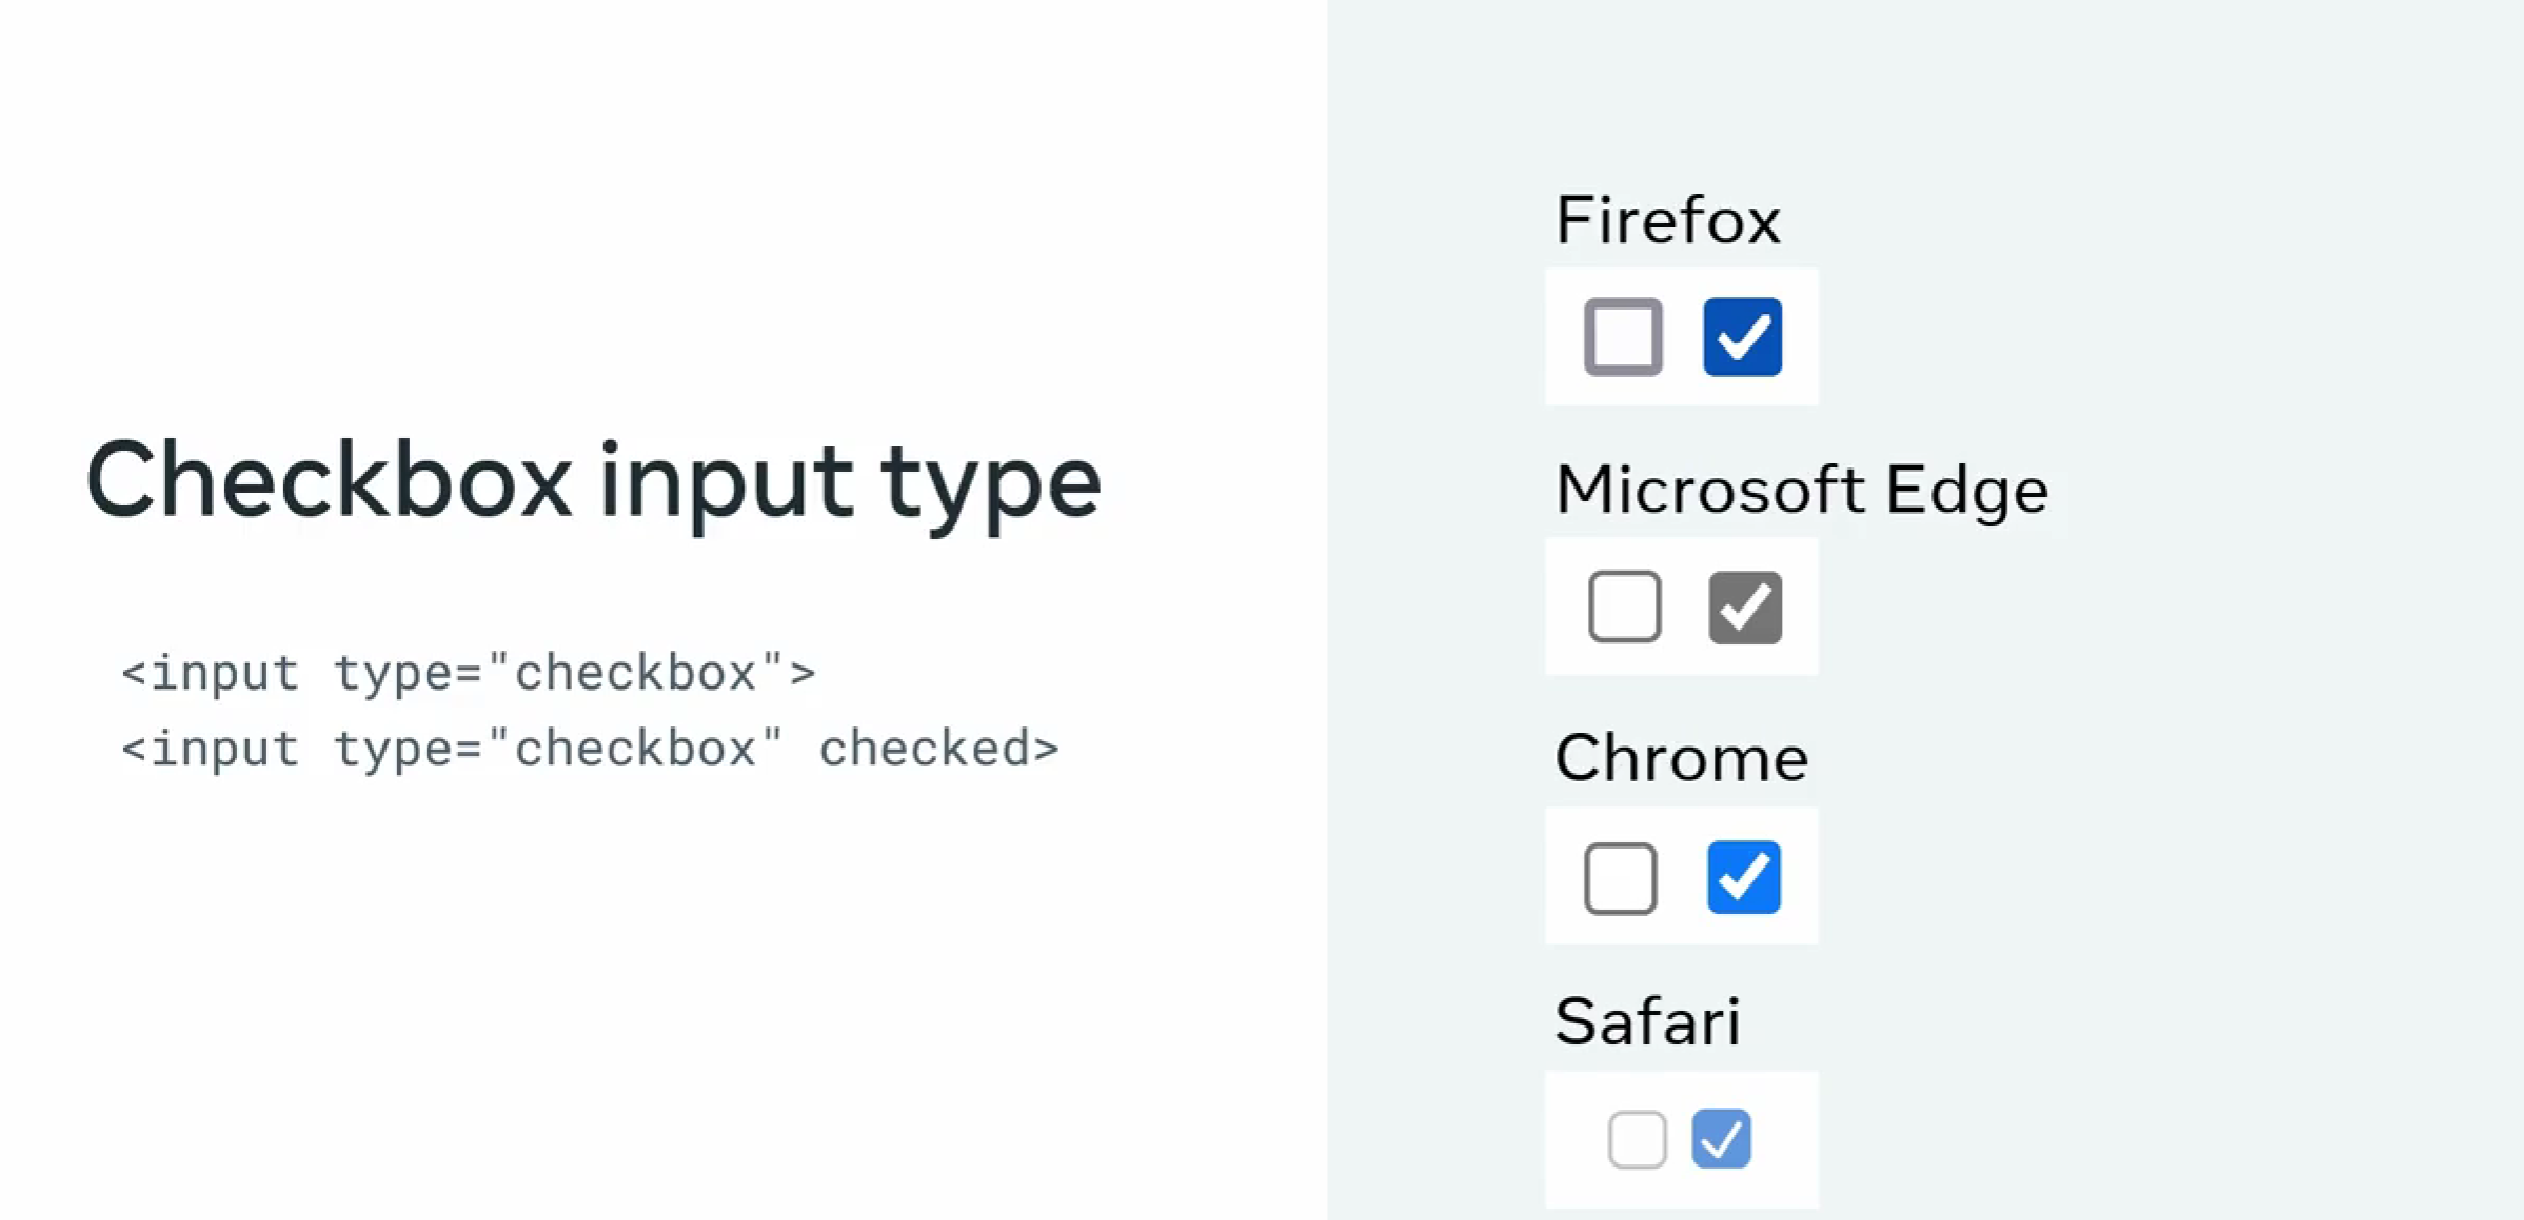 Checkbox input type
<input type="checkbox">
<input type="checkbox" checked>
Firefox
Microsoft Edge
Chrome
Safari